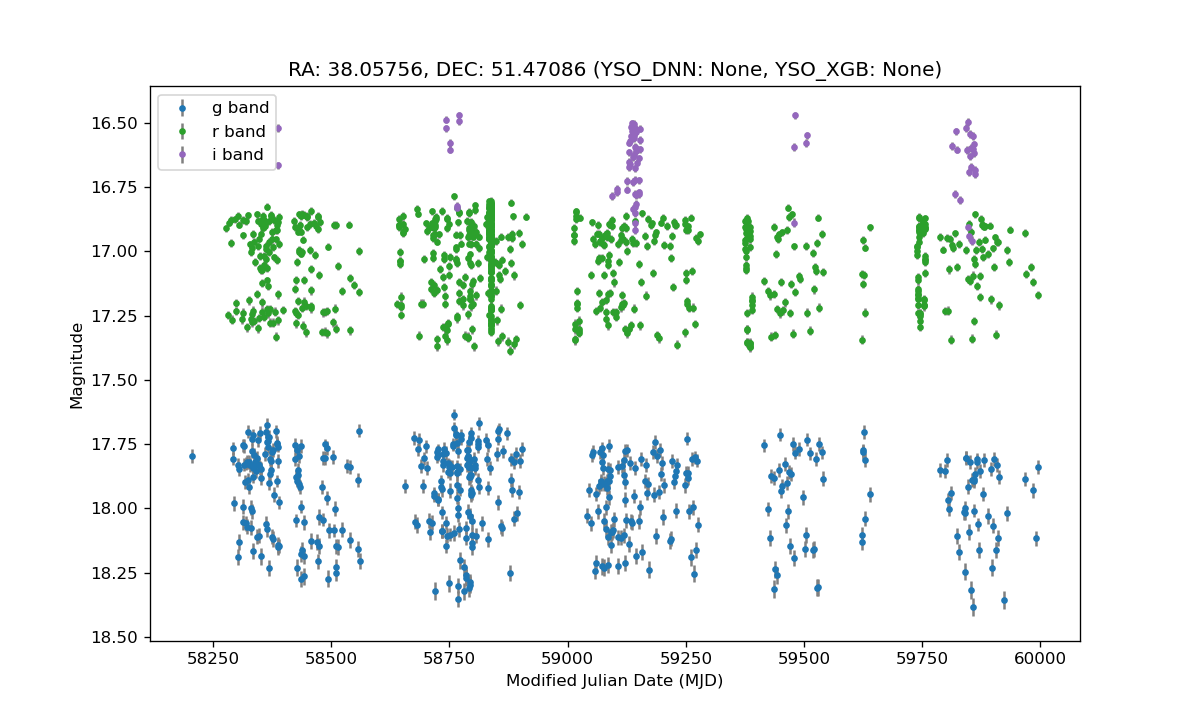 RA: 38.05756, DEC: 51.47086 (YSO_DNN: None, YSO_XGB: None)
g band
r band
i band
16.50
16.75
17.00
17.25
17.50
17.75
18.00
18.25
18.50
Magnitude
58250 58500 58750 59000 59250 59500 59750 60000
Modified Julian Date (MJD)